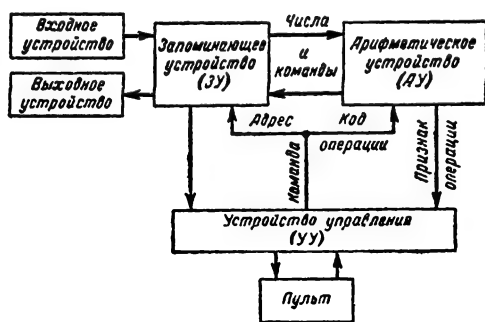 Входное
устройство
Выходное
устройство
Запоминающее
устройство
(ЗУ)
Числа
и
команды
Арифметическое
устройство
(АУ)
Адрес
Код
операции
Команда
Признак
операции
Устройство управления
(УУ)
Пульт